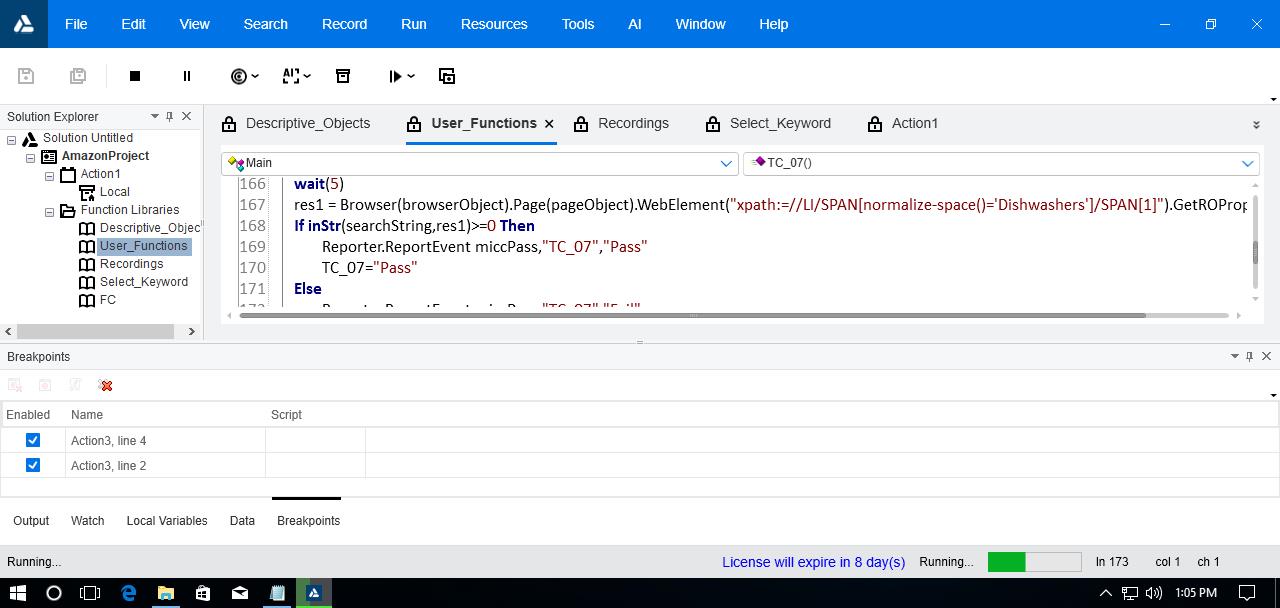 File Edit View Search Record Run Resources Tools AI Window Help
Solution Explorer
Solution Untitled
AmazonProject
Action1
Local
Function Libraries
Descriptive_Objec
User_Functions
Recordings
Select_Keyword
FC
Descriptive_Objects User_Functions Recordings Select_Keyword Action1
Main TC_07()
166 wait(5)
167 res1 = Browser(browserObject).Page(pageObject).WebElement("xpath:=//LI/SPAN[normalize-space()='Dishwashers']/SPAN[1]").GetROProp
168 If inStr(searchString,res1)>=0 Then
169 Reporter.ReportEvent miccPass,"TC_07","Pass"
170 TC_07="Pass"
171 Else
Breakpoints
Enabled Name Script
Action3, line 4
Action3, line 2
Output Watch Local Variables Data Breakpoints
Running... License will expire in 8 day(s) Running... ln 173 col 1 ch 1
1:05 PM